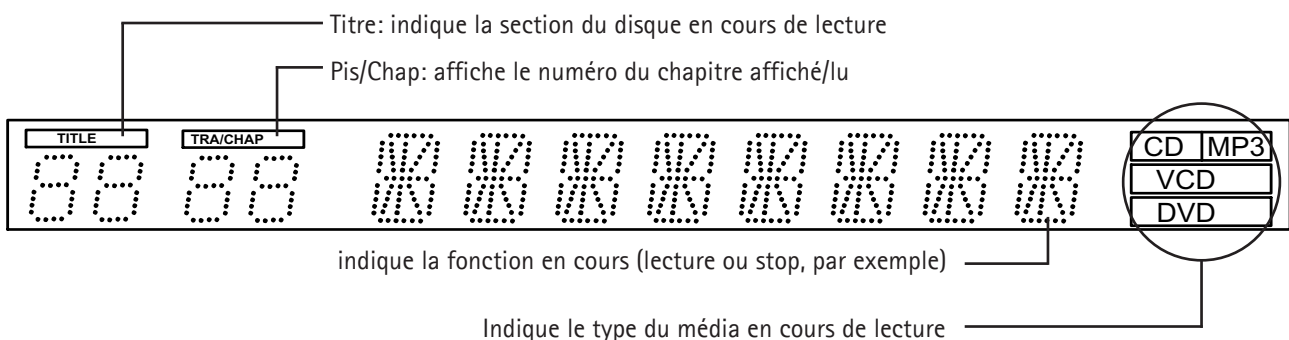 Titre: indique la section du disque en cours de lecture
Pis/Chap: affiche le numéro du chapitre affiché/lu
TITLE TRA/CHAP
CD MP3
VCD
DVD
indique la fonction en cours (lecture ou stop, par exemple)
Indique le type du média en cours de lecture